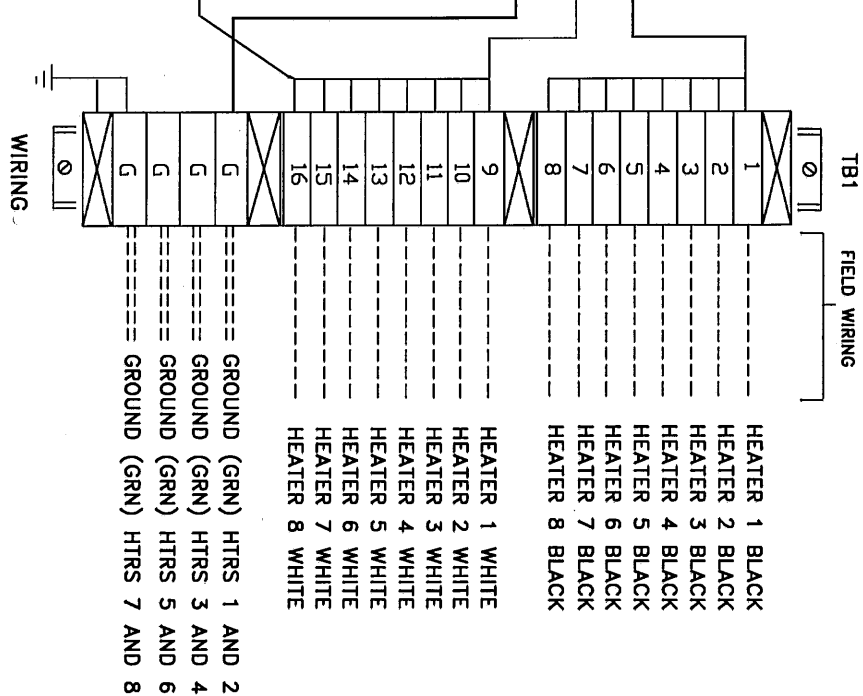 TB1
FIELD WIRING
1 HEATER 1 BLACK
2 HEATER 2 BLACK
3 HEATER 3 BLACK
4 HEATER 4 BLACK
5 HEATER 5 BLACK
6 HEATER 6 BLACK
7 HEATER 7 BLACK
8 HEATER 8 BLACK
9 HEATER 1 WHITE
10 HEATER 2 WHITE
11 HEATER 3 WHITE
12 HEATER 4 WHITE
13 HEATER 5 WHITE
14 HEATER 6 WHITE
15 HEATER 7 WHITE
16 HEATER 8 WHITE
G GROUND (GRN) HTRS 1 AND 2
G GROUND (GRN) HTRS 3 AND 4
G GROUND (GRN) HTRS 5 AND 6
G GROUND (GRN) HTRS 7 AND 8
WIRING